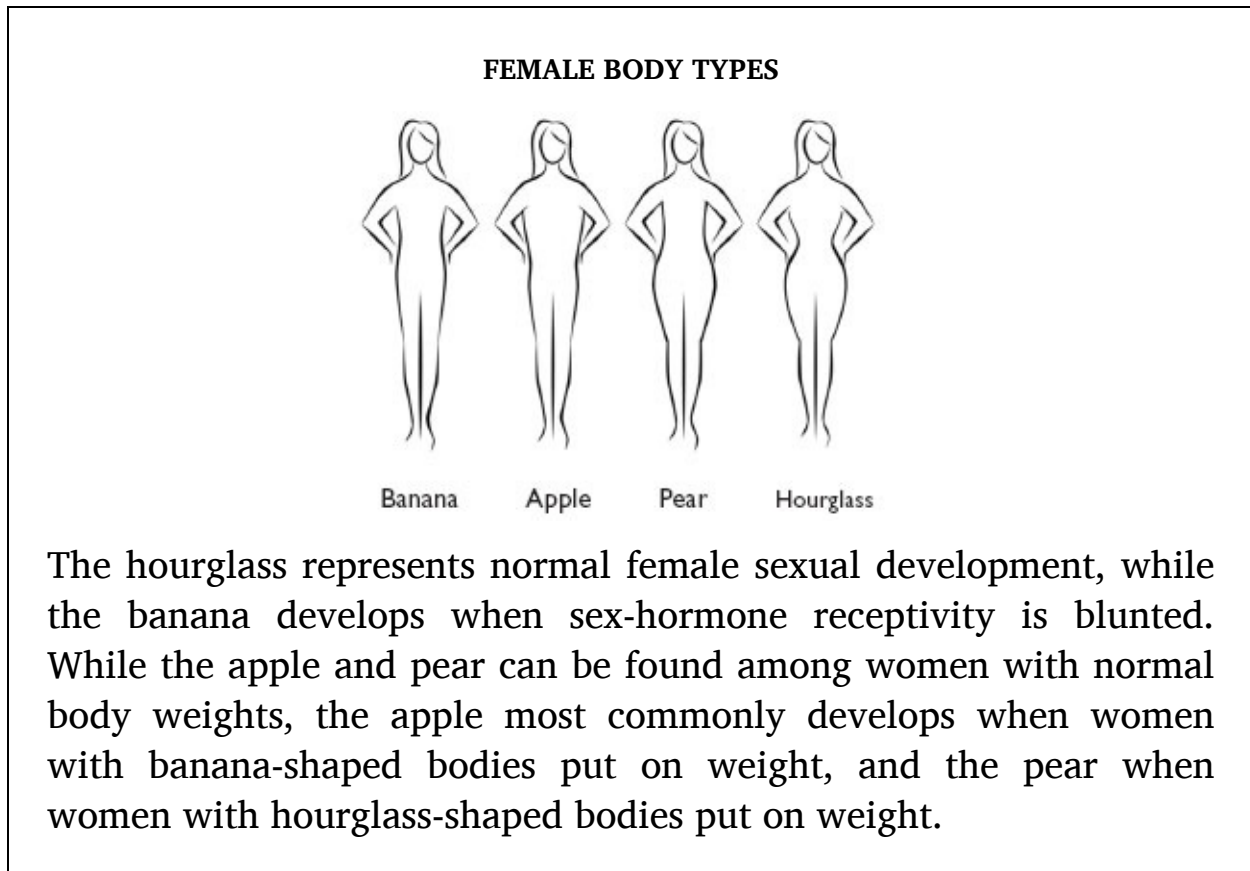 FEMALE BODY TYPES
Banana Apple Pear Hourglass
The hourglass represents normal female sexual development, while
the banana develops when sex-hormone receptivity is blunted.
While the apple and pear can be found among women with normal
body weights, the apple most commonly develops when women
with banana-shaped bodies put on weight, and the pear when
women with hourglass-shaped bodies put on weight.